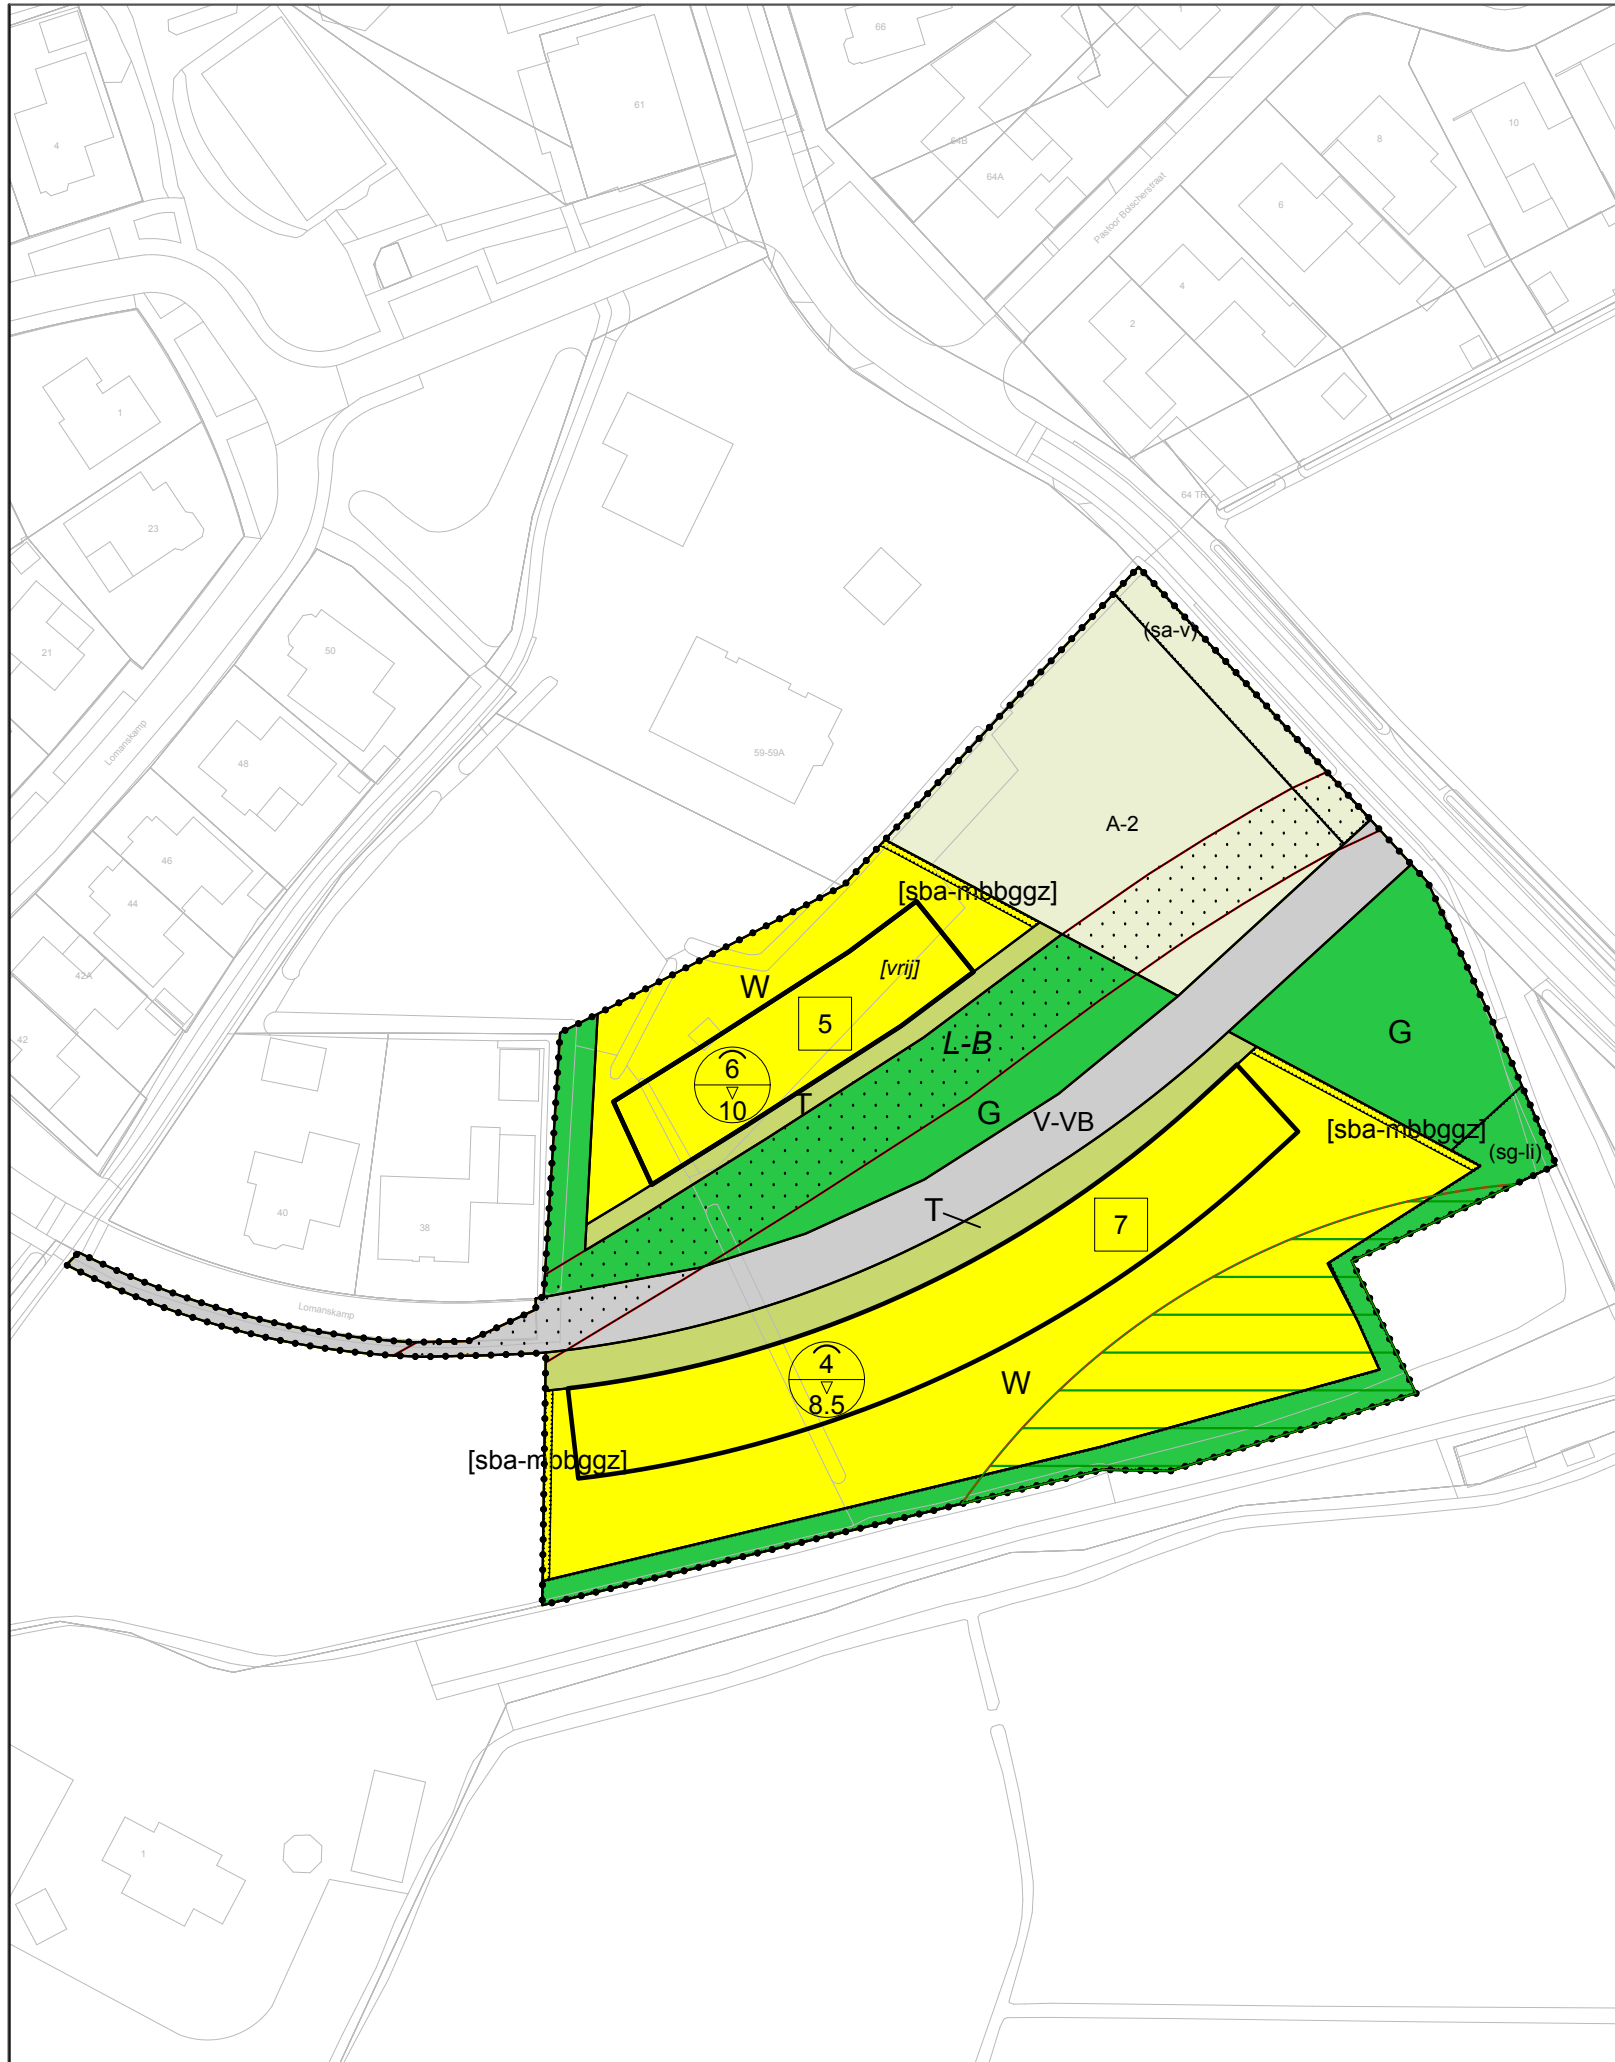 66
61
4
64B
64A
Pastoor Bolscherstraat
10
8
6
4
2
1
64 TR
23
21
50
(sa-v)
Lomanskamp
48
59-59A
A-2
46
44
[sba-mbbggz]
42A
[vrij]
W
5
L-B
42
6
10
T
G
V-VB
G
[sba-mbbggz]
(sg-li)
40
38
T
7
Lomanskamp
4
8.5
W
[sba-mbbggz]
1